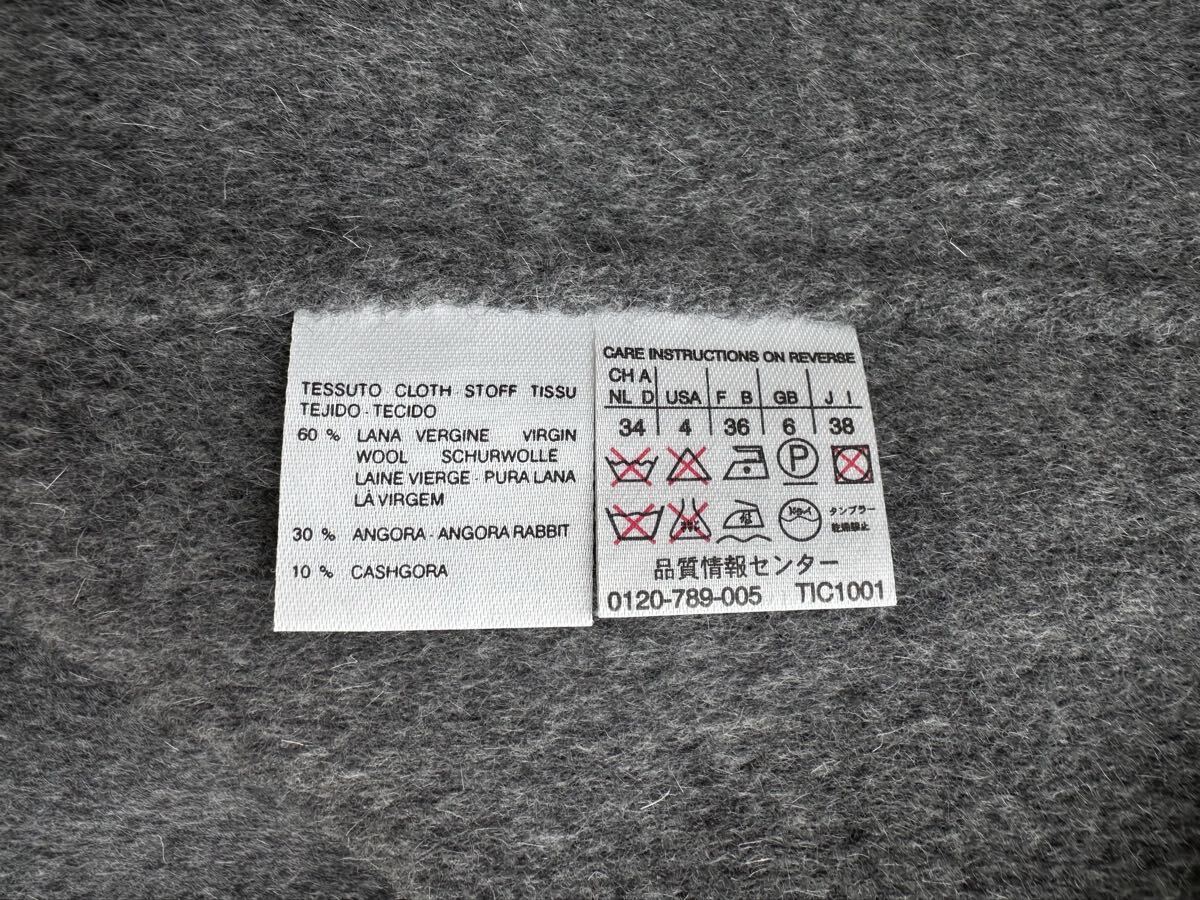 TESSUTO CLOTH · STOFF TISSU
TEJIDO · TECIDO
60 % LANA VERGINE VIRGIN
WOOL SCHURWOLLE
LAINE VIERGE · PURA LANA
LÀ VIRGEM
30 % ANGORA · ANGORA RABBIT
10 % CASHGORA
CARE INSTRUCTIONS ON REVERSE
CH A
NL D USA F B GB J I
34 4 36 6 38
P
タンブラー
乾燥禁止
品質情報センター
0120-789-005 TIC1001